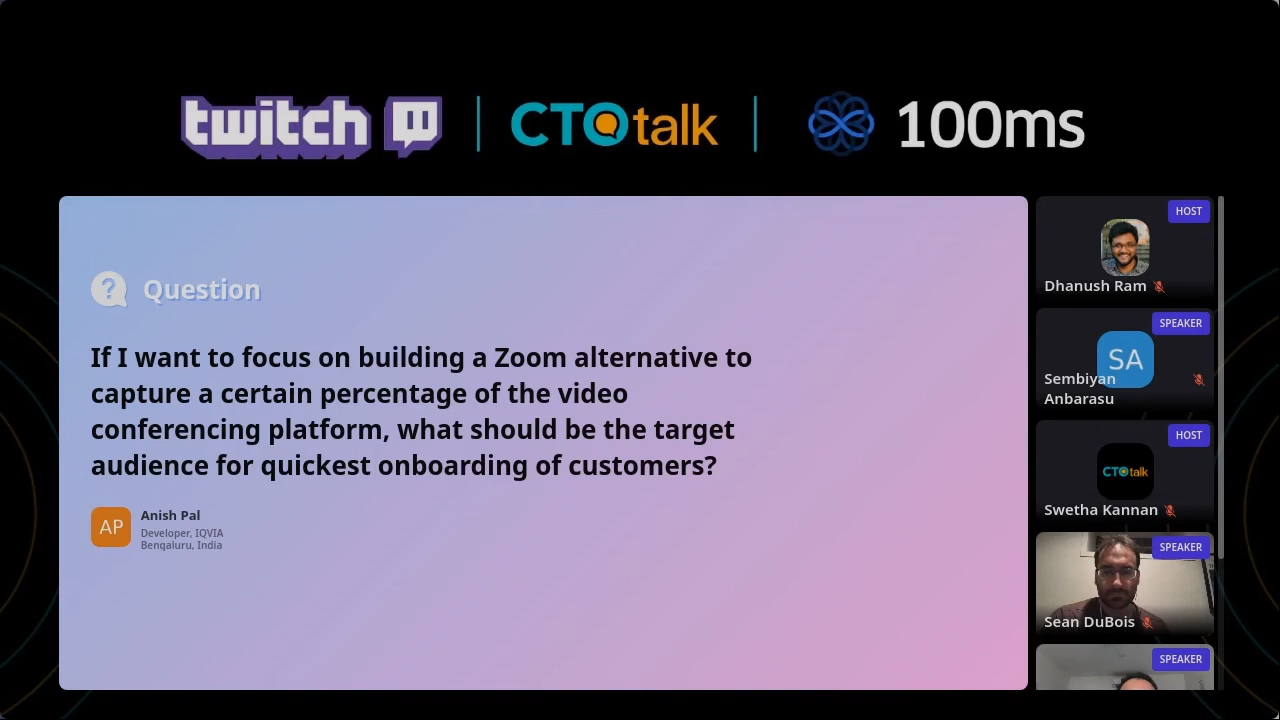 twitch
CTOtalk
100ms
Question
If I want to focus on building a Zoom alternative to
capture a certain percentage of the video
conferencing platform, what should be the target
audience for quickest onboarding of customers?
AP
Anish Pal
Developer, IQVIA
Bengaluru, India
HOST
Dhanush Ram
SPEAKER
SA
Sembiyan
Anbarasu
HOST
CTOtalk
Swetha Kannan
SPEAKER
Sean DuBois
SPEAKER